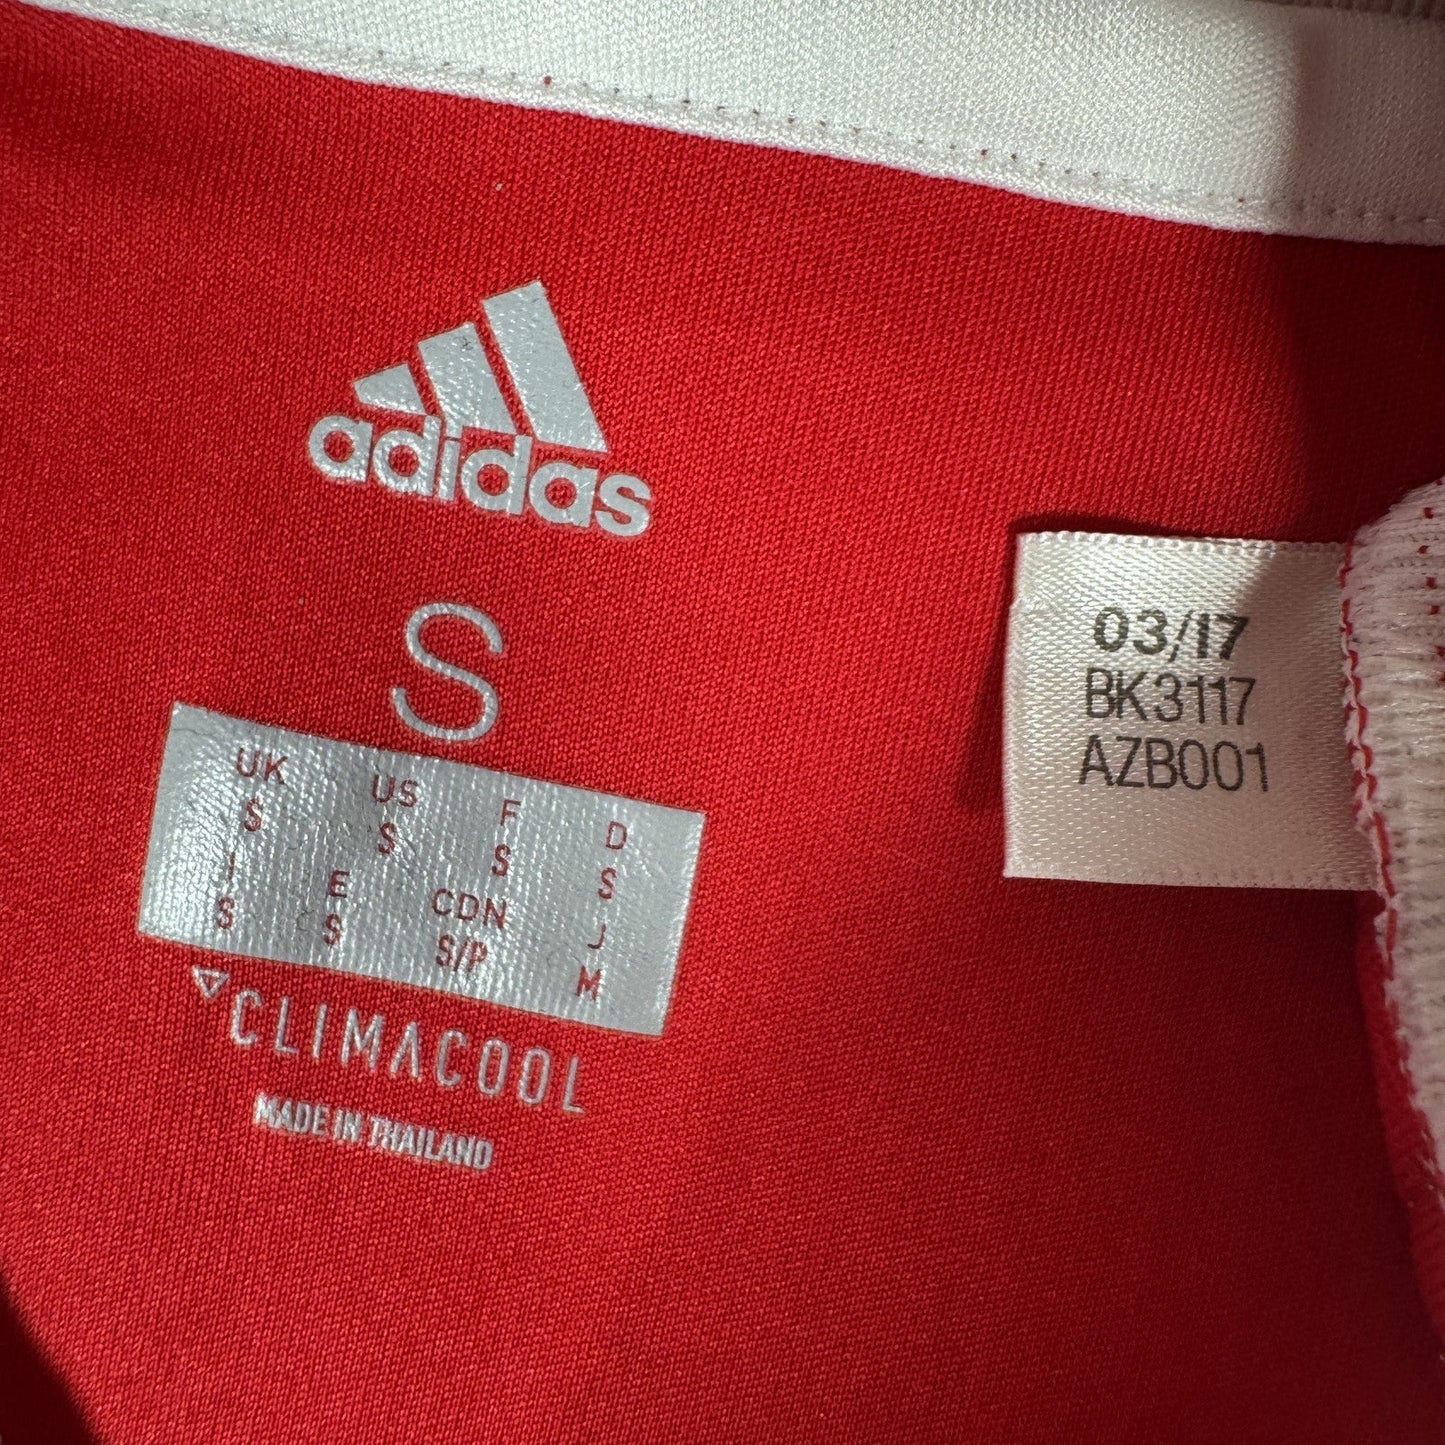 adidas
S
UK US F D
S S S S
I E CDN J
S S S/P M
CLIMACOOL
MADE IN THAILAND
03/17
BK3117
AZB001